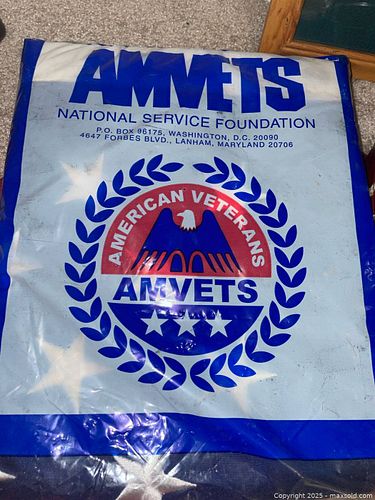 AMVETS
NATIONAL SERVICE FOUNDATION
P.O. BOX 96175, WASHINGTON, D.C. 20090
4647 FORBES BLVD., LANHAM, MARYLAND 20706
AMERICAN VETERANS
AMVETS
Copyright 2025 - maxsold.com